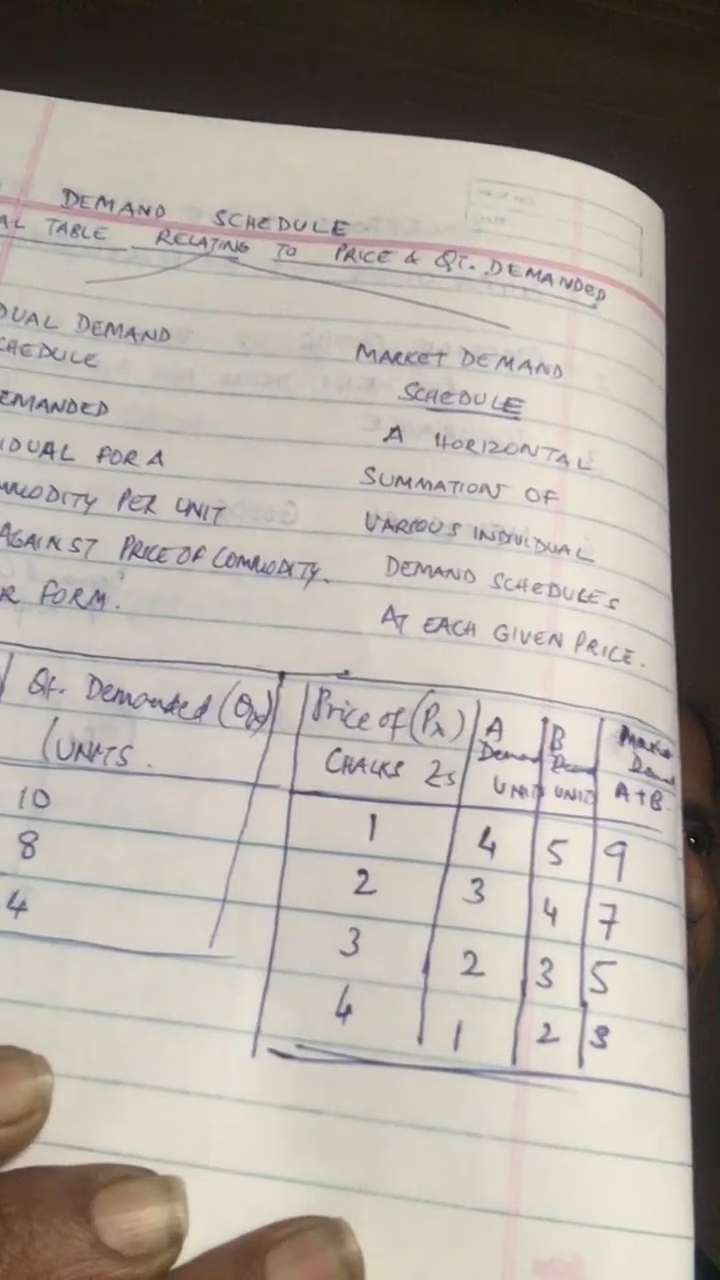 DEMAND SCHEDULE
AL TABLE RELATING TO PRICE & QT. DEMANDED
DUAL DEMAND
CHEDULE
EMANDED
IDUAL FOR A
MMODITY PER UNIT
AGAINST PRICE OF COMMODITY.
R FORM.
MARKET DEMAND
SCHEDULE
A HORIZONTAL
SUMMATION OF
VARIOUS INDIVIDUAL
DEMAND SCHEDULES
AT EACH GIVEN PRICE.
Qt. Demanded
(UNITS.
10
8
4
Price of (Px) A B
CHALKS
UNIT UNIT A+B.
1 4 5 9
2 3 4 7
3 2 3 5
4 1 2 3